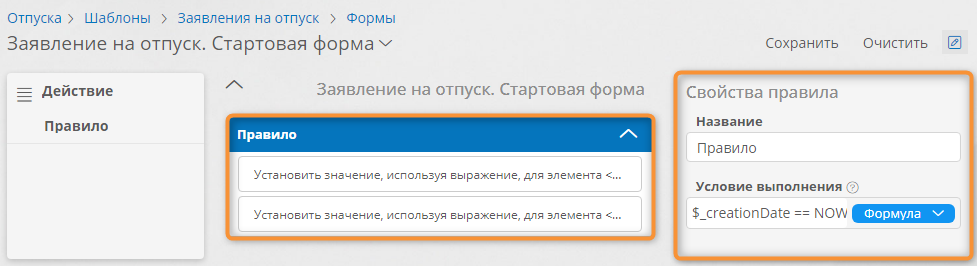 Отпуска > Шаблоны > Заявления на отпуск > Формы
Заявление на отпуск. Стартовая форма
Сохранить Очистить
Действие
Правило
Заявление на отпуск. Стартовая форма
Правило
Установить значение, используя выражение, для элемента <...
Установить значение, используя выражение, для элемента <...
Свойства правила
Название
Правило
Условие выполнения ?
$_creationDate == NOW Формула